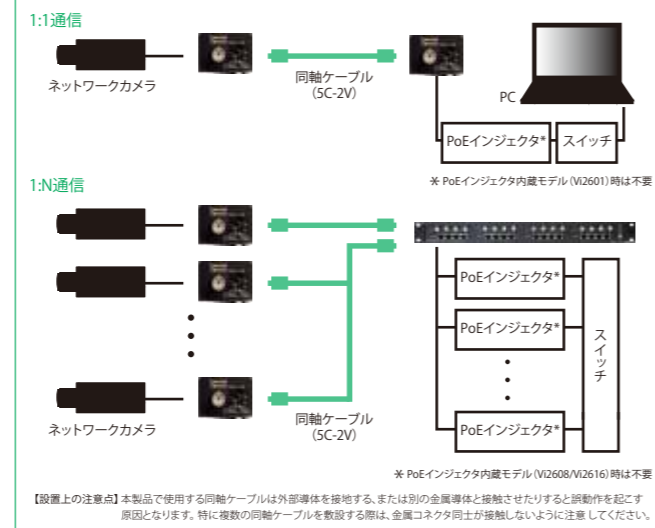 1:1通信
ネットワークカメラ
同軸ケーブル
(5C-2V)
PC
PoEインジェクタ*
スイッチ
* PoEインジェクタ内蔵モデル(Vi2601)時は不要
1:N通信
PoEインジェクタ*
PoEインジェクタ*
スイッチ
PoEインジェクタ*
ネットワークカメラ
同軸ケーブル
(5C-2V)
* PoEインジェクタ内蔵モデル(Vi2608/Vi2616)時は不要
【設置上の注意点】本製品で使用する同軸ケーブルは外部導体を接地する、または別の金属導体と接触させたりすると誤動作を起こす
原因となります。特に複数の同軸ケーブルを敷設する際は、金属コネクタ同士が接触しないように注意してください。